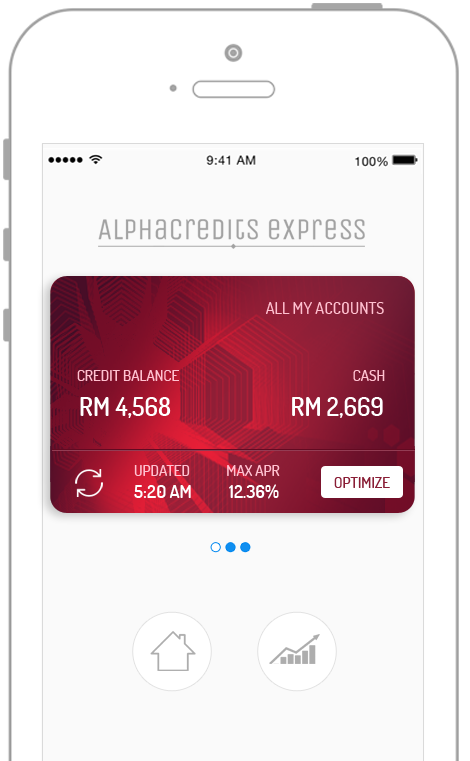 9:41 AM
100%
ALPHACREDITS EXPRESS
ALL MY ACCOUNTS
CREDIT BALANCE
CASH
RM 4,568
RM 2,669
UPDATED
MAX APR
5:20 AM
12.36%
OPTIMIZE